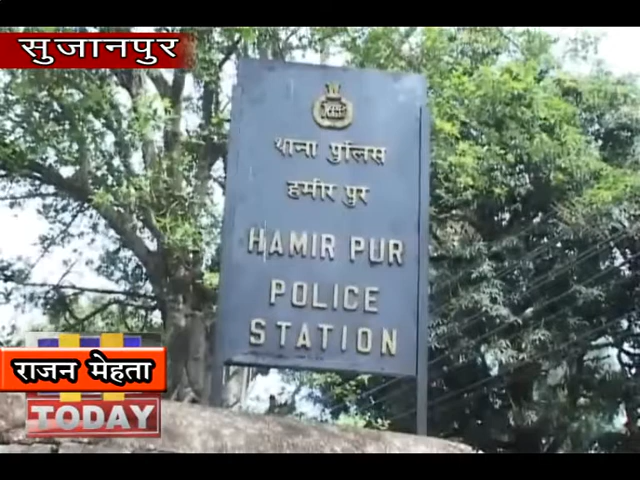 सुजानपुर
थाना पुलिस
हमीर पुर
HAMIR PUR
POLICE
STATION
राजन मेहता
TODAY